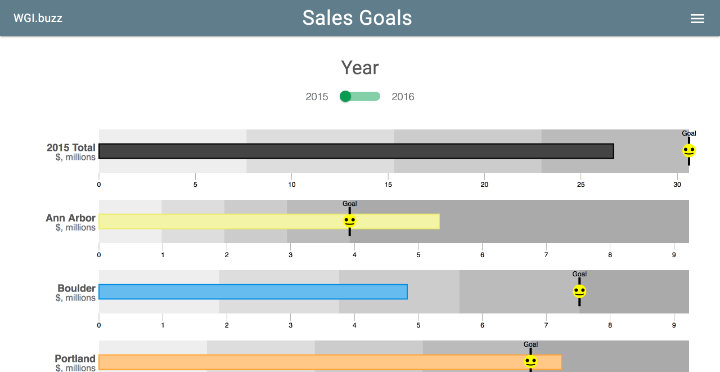 WGI.buzz
Sales Goals
Year
2015 2016
Goal
2015 Total
$, millions
0 5 10 15 20 25 30
Goal
Ann Arbor
$, millions
0 1 2 3 4 5 6 7 8 9
Goal
Boulder
$, millions
0 1 2 3 4 5 6 7 8 9
Goal
Portland
$, millions